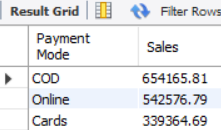 Result Grid Filter Rows
Payment Mode Sales
COD 654165.81
Online 542576.79
Cards 339364.69